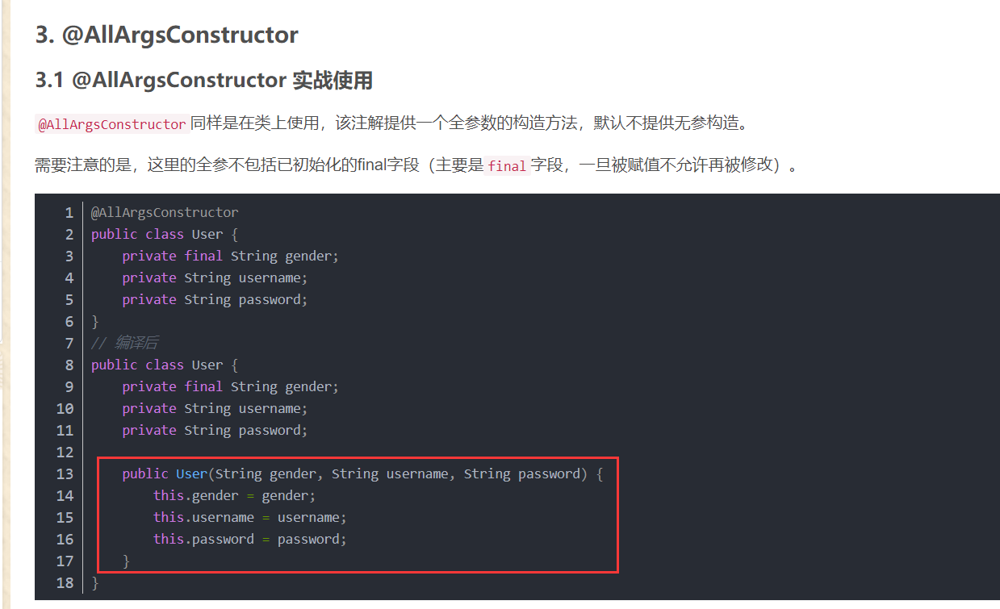 3. @AllArgsConstructor
3.1 @AllArgsConstructor 实战使用
@AllArgsConstructor 同样是在类上使用，该注解提供一个全参数的构造方法，默认不提供无参构造。
需要注意的是，这里的全参不包括已初始化的final字段（主要是 final 字段，一旦被赋值不允许再被修改）。
1 @AllArgsConstructor
2 public class User {
3     private final String gender;
4     private String username;
5     private String password;
6 }
7 // 编译后
8 public class User {
9     private final String gender;
10     private String username;
11     private String password;
12
13     public User(String gender, String username, String password) {
14         this.gender = gender;
15         this.username = username;
16         this.password = password;
17     }
18 }